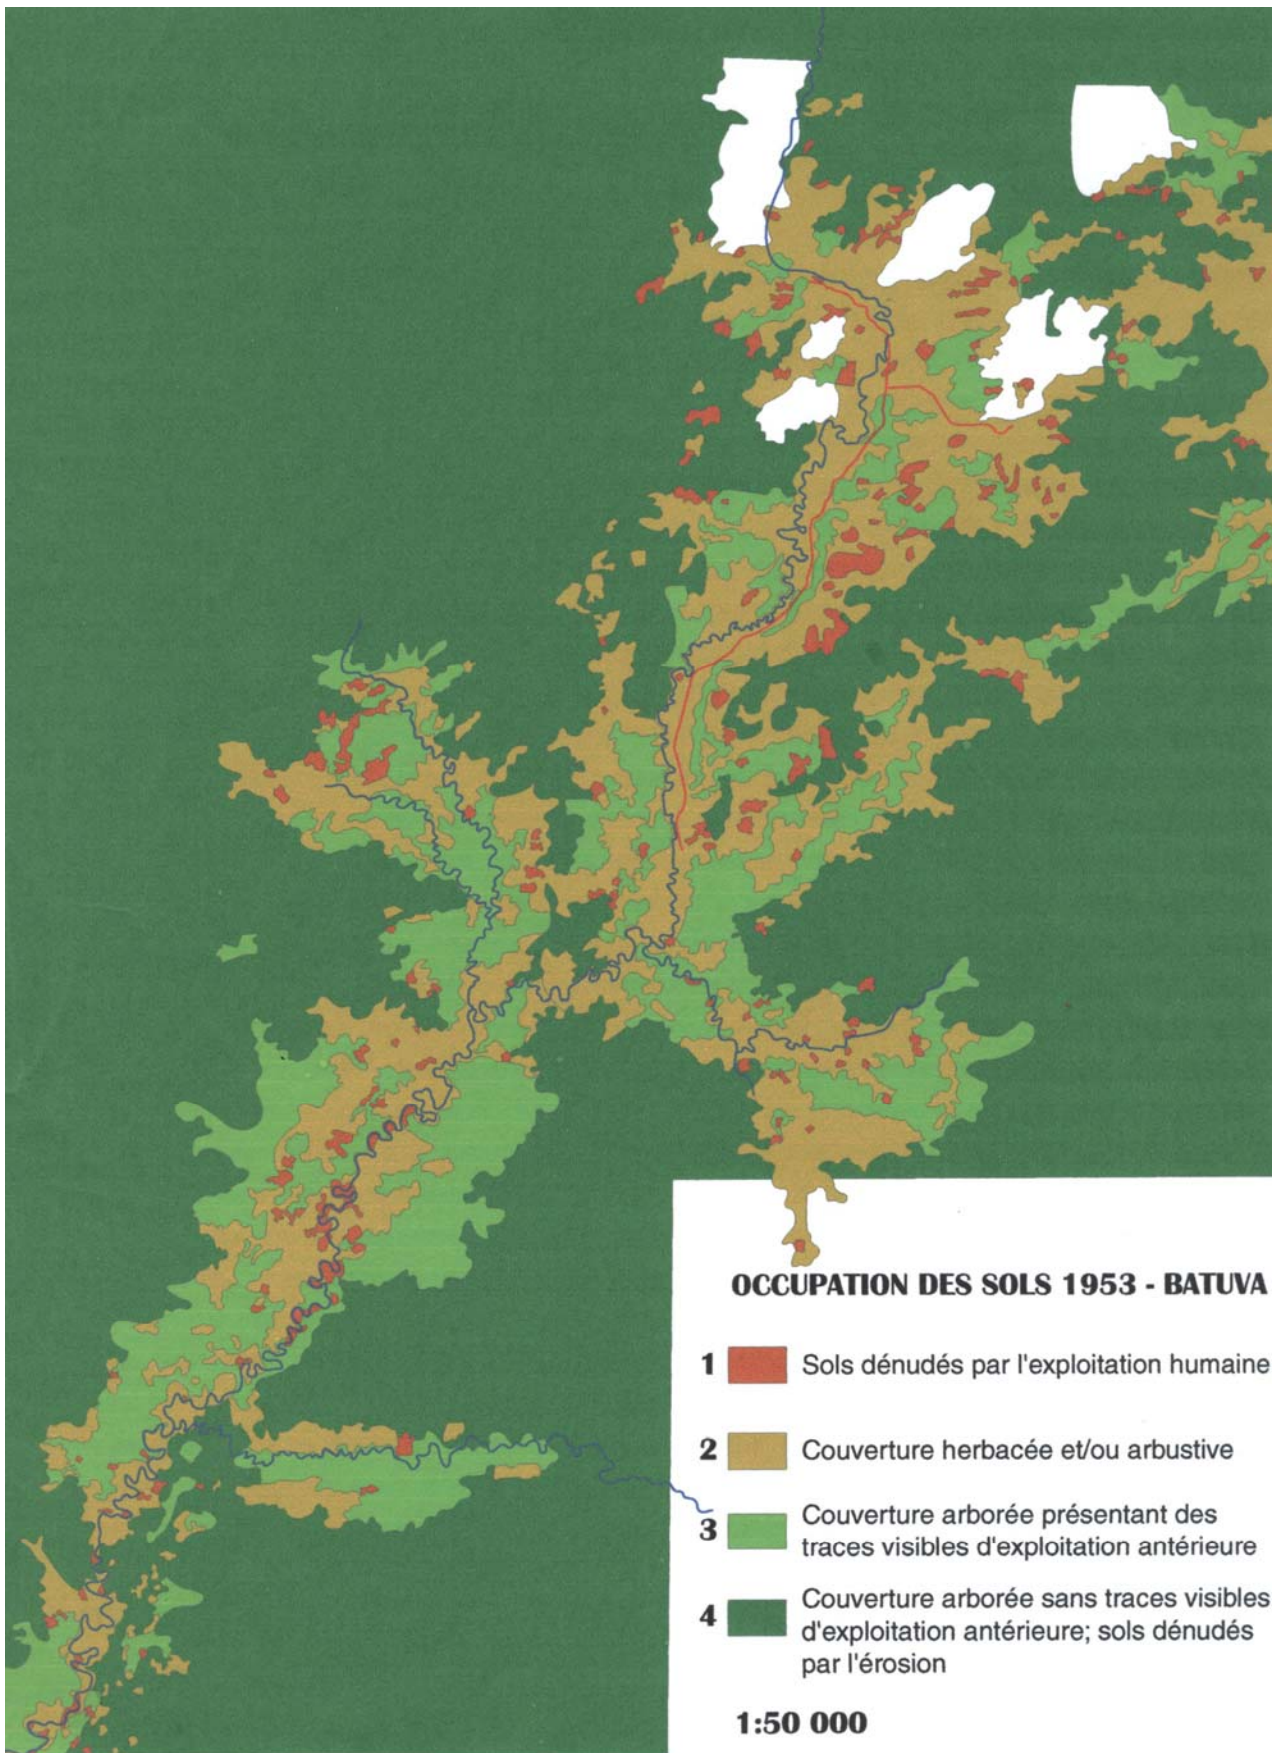 OCCUPATION DES SOLS 1953 - BATUVA
1 Sols dénudés par l'exploitation humaine
2 Couverture herbacée et/ou arbustive
3 Couverture arborée présentant des
traces visibles d'exploitation antérieure
4 Couverture arborée sans traces visibles
d'exploitation antérieure; sols dénudés
par l'érosion
1:50 000